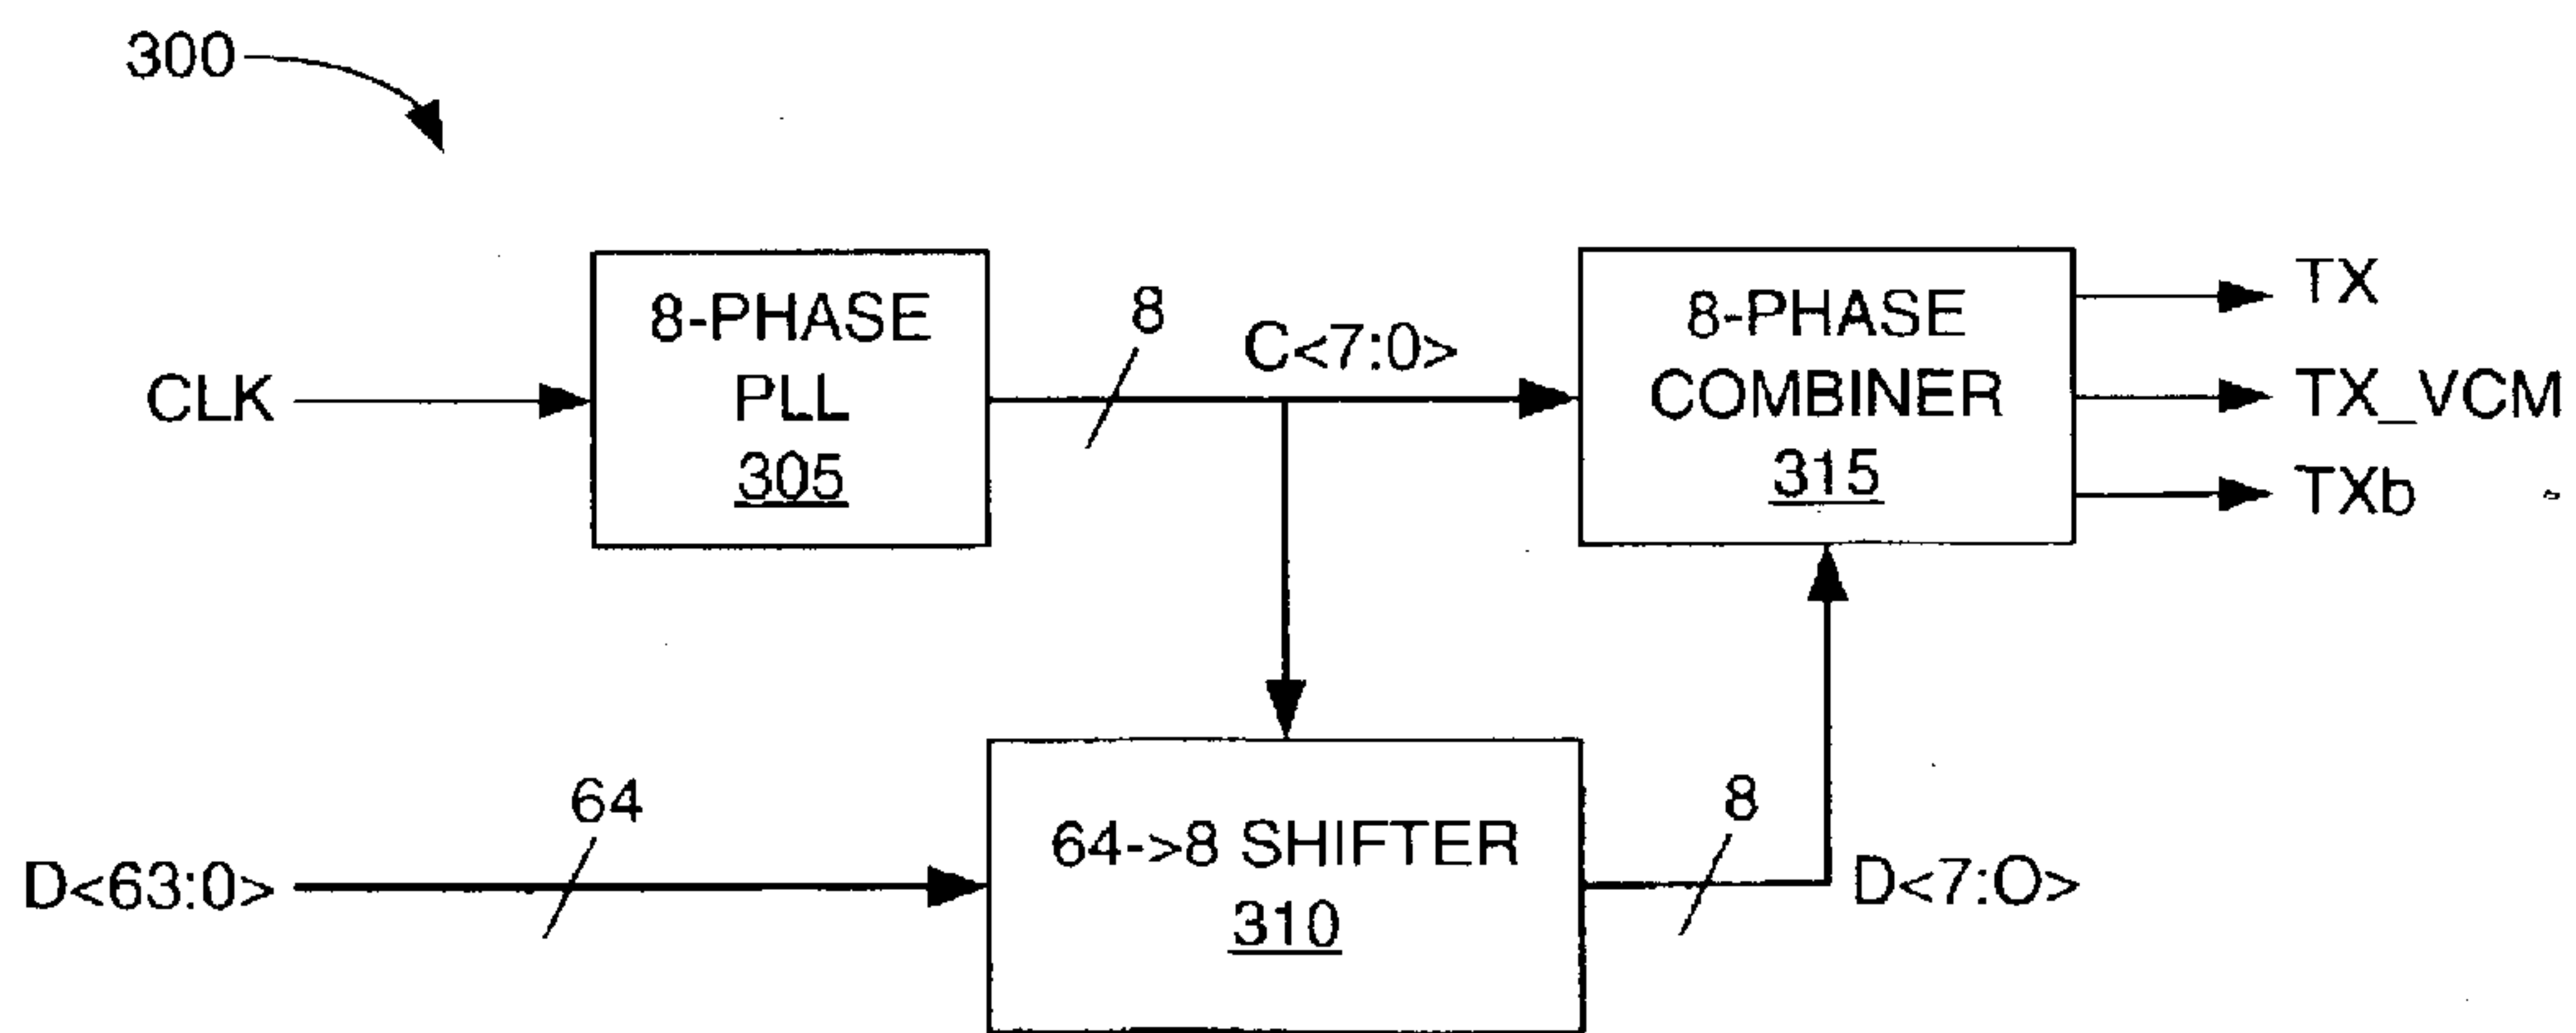 300
8-PHASE
PLL
305
CLK
8
C<7:0>
8-PHASE
COMBINER
315
TX
TX_VCM
TXb
D<63:0>
64
64->8 SHIFTER
310
8
D<7:O>